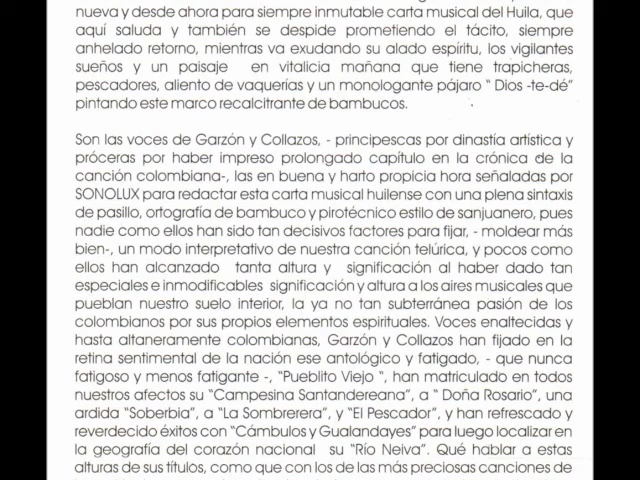 nueva y desde ahora para siempre inmutable carta musical del Huila, que
aquí saluda y también se despide prometiendo el tácito, siempre
anhelado retorno, mientras va exudando su alado espíritu, los vigilantes
sueños y un paisaje en vitalicia mañana que tiene trapicheras,
pescadores, aliento de vaquerías y un monologante pájaro " Dios -te-dé"
pintando este marco recalcitrante de bambucos.
Son las voces de Garzón y Collazos, - principescas por dinastía artística y
próceras por haber impreso prolongado capítulo en la crónica de la
canción colombiana-, las en buena y harto propicia hora señaladas por
SONOLUX para redactar esta carta musical huilense con una plena sintaxis
de pasillo, ortografía de bambuco y pirotécnico estilo de sanjuanero, pues
nadie como ellos han sido tan decisivos factores para fijar, - moldear más
bien-, un modo interpretativo de nuestra canción telúrica, y pocos como
ellos han alcanzado tanta altura y significación al haber dado tan
especiales e inmodificables significación y altura a los aires musicales que
pueblan nuestro suelo interior, la ya no tan subterránea pasión de los
colombianos por sus propios elementos espirituales. Voces enaltecidas y
hasta altaneramente colombianas, Garzón y Collazos han fijado en la
retina sentimental de la nación ese antológico y fatigado, - que nunca
fatigoso y menos fatigante -, "Pueblito Viejo ", han matriculado en todos
nuestros afectos su "Campesina Santandereana", a " Doña Rosario", una
ardida "Soberbia", a "La Sombrerera", y "El Pescador", y han refrescado y
reverdecido éxitos con "Cámbulos y Gualandayes" para luego localizar en
la geografía del corazón nacional su "Río Neiva". Qué hablar a estas
alturas de sus títulos, como que con los de las más preciosas canciones de